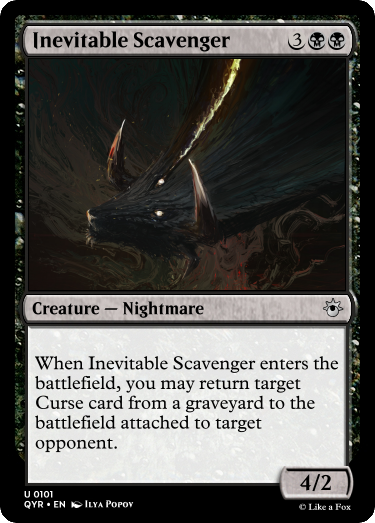 Inevitable Scavenger 3
Creature — Nightmare
When Inevitable Scavenger enters the
battlefield, you may return target
Curse card from a graveyard to the
battlefield attached to target
opponent.
4/2
U 0101
QYR • EN Ilya Popov
© Like a Fox